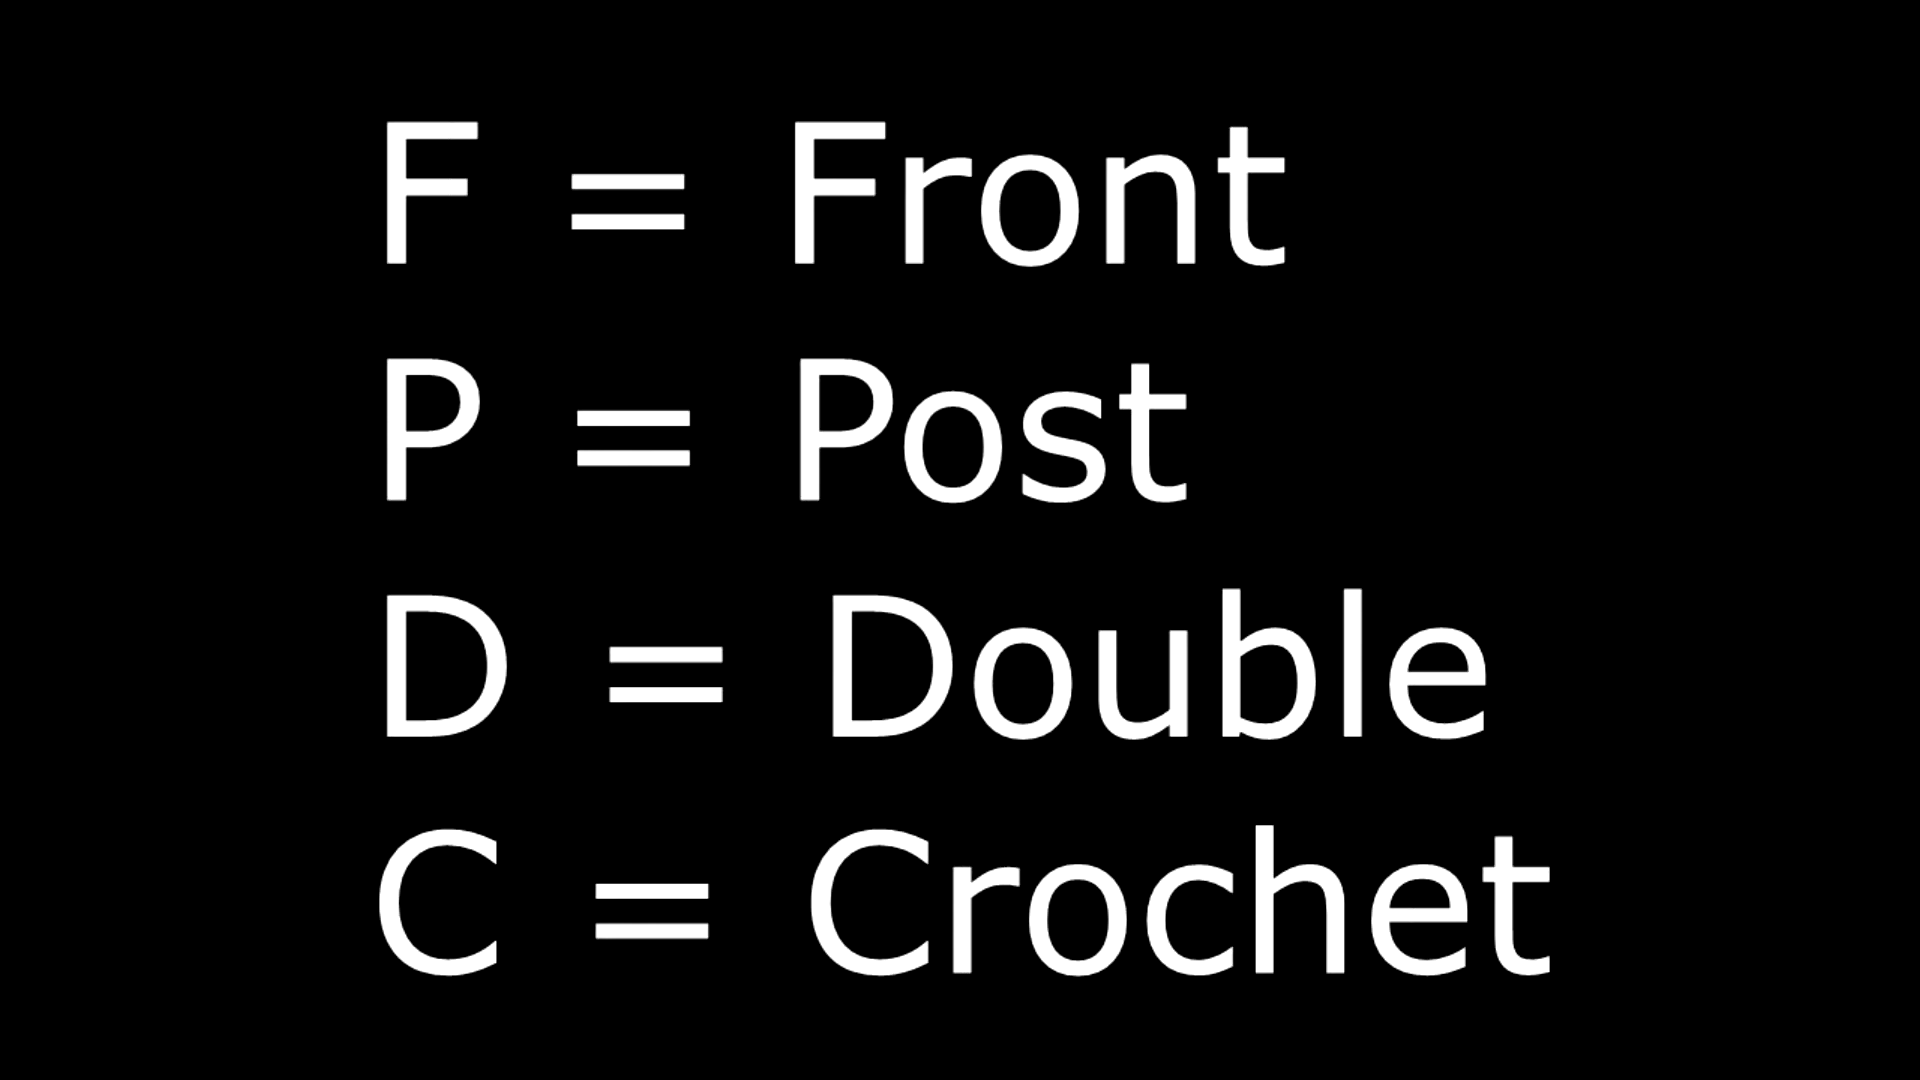 F = Front
P = Post
D = Double
C = Crochet